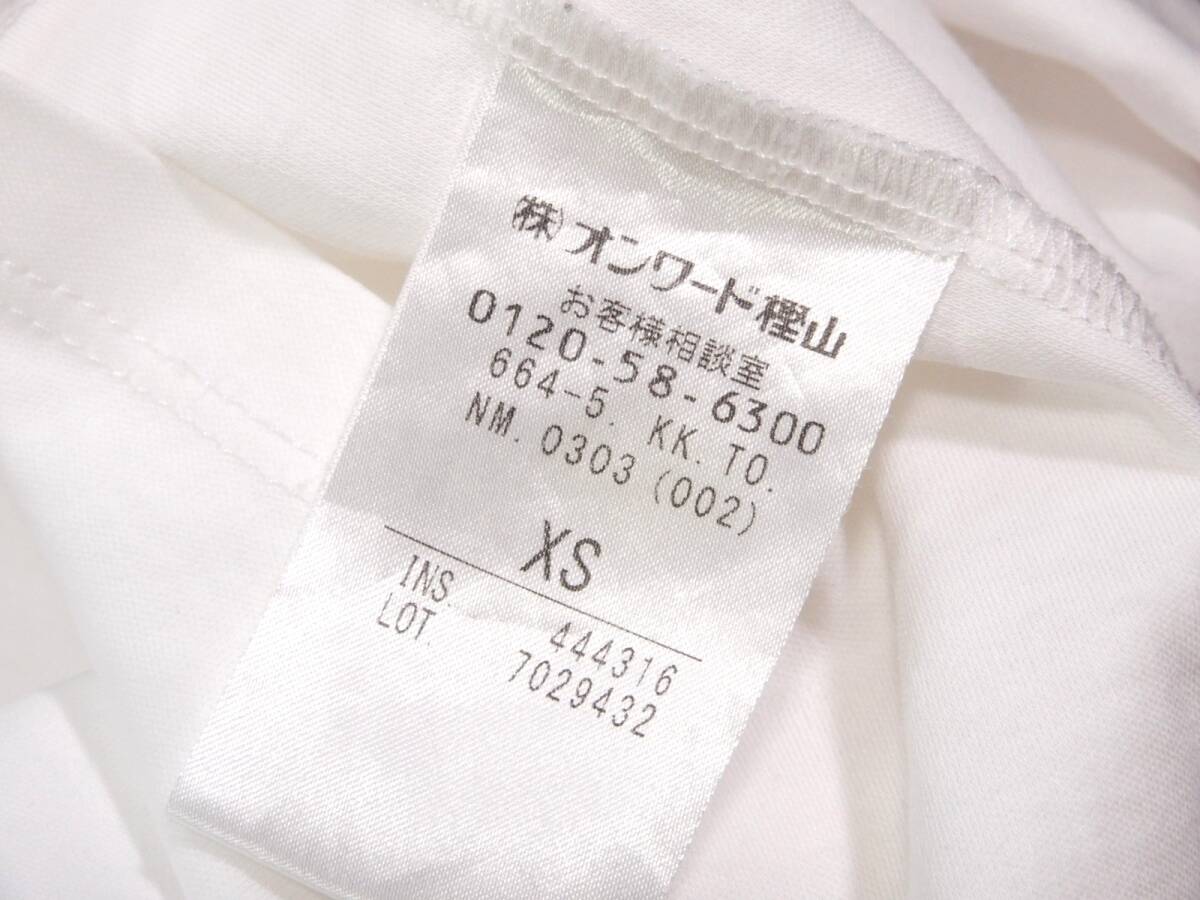 ㈱オンワード樫山
お客様相談室
0120-58-6300
664-5. KK. TO.
NM. 0303 (002)
XS
INS. 444316
LOT. 7029432